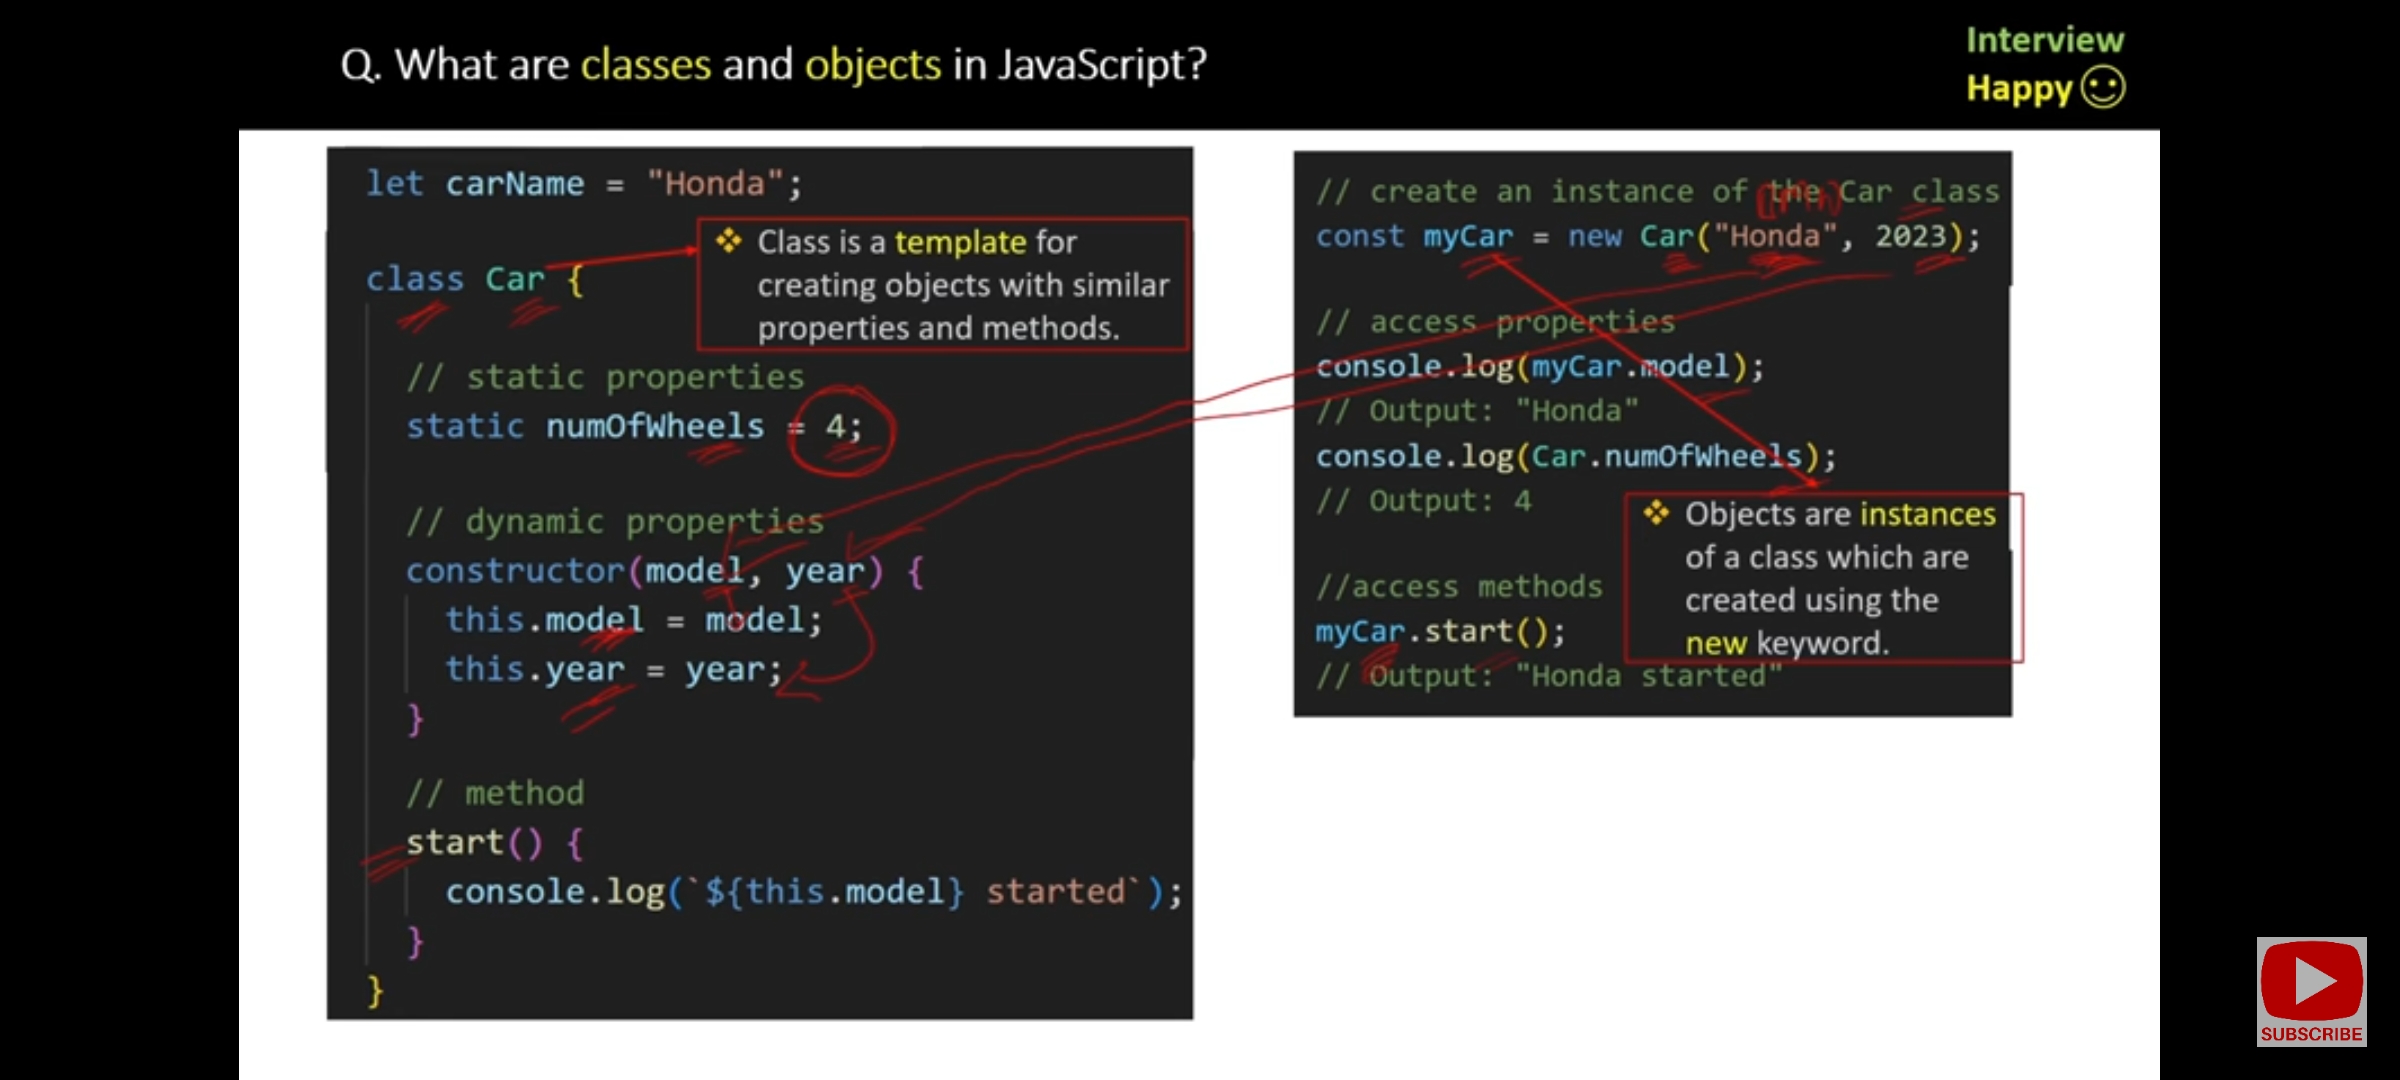 Q. What are classes and objects in JavaScript?
Interview
Happy
let carName = "Honda";
class Car {
❖ Class is a template for
creating objects with similar
properties and methods.
// static properties
static numOfWheels = 4;
// dynamic properties
constructor(model, year) {
this.model = model;
this.year = year;
}
// method
start() {
console.log(`${this.model} started`);
}
}
// create an instance of the Car class
const myCar = new Car("Honda", 2023);
// access properties
console.log(myCar.model);
// Output: "Honda"
console.log(Car.numOfWheels);
// Output: 4
//access methods
myCar.start();
// Output: "Honda started"
❖ Objects are instances
of a class which are
created using the
new keyword.
SUBSCRIBE